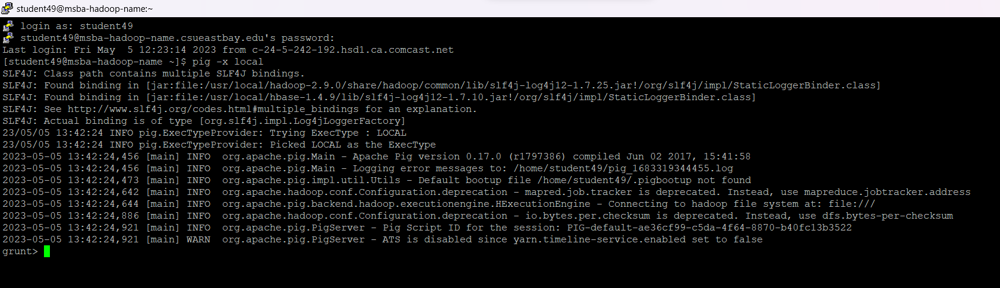 student49@msba-hadoop-name:~
login as: student49
student49@msba-hadoop-name.csueastbay.edu's password:
Last login: Fri May  5 12:23:14 2023 from c-24-5-242-192.hsd1.ca.comcast.net
[student49@msba-hadoop-name ~]$ pig -x local
SLF4J: Class path contains multiple SLF4J bindings.
SLF4J: Found binding in [jar:file:/usr/local/hadoop-2.9.0/share/hadoop/common/lib/slf4j-log4j12-1.7.25.jar!/org/slf4j/impl/StaticLoggerBinder.class]
SLF4J: Found binding in [jar:file:/usr/local/hbase-1.4.9/lib/slf4j-log4j12-1.7.10.jar!/org/slf4j/impl/StaticLoggerBinder.class]
SLF4J: See http://www.slf4j.org/codes.html#multiple_bindings for an explanation.
SLF4J: Actual binding is of type [org.slf4j.impl.Log4jLoggerFactory]
23/05/05 13:42:24 INFO pig.ExecTypeProvider: Trying ExecType : LOCAL
23/05/05 13:42:24 INFO pig.ExecTypeProvider: Picked LOCAL as the ExecType
2023-05-05 13:42:24,456 [main] INFO  org.apache.pig.Main - Apache Pig version 0.17.0 (r1797386) compiled Jun 02 2017, 15:41:58
2023-05-05 13:42:24,456 [main] INFO  org.apache.pig.Main - Logging error messages to: /home/student49/pig_1683319344455.log
2023-05-05 13:42:24,473 [main] INFO  org.apache.pig.impl.util.Utils - Default bootup file /home/student49/.pigbootup not found
2023-05-05 13:42:24,642 [main] INFO  org.apache.hadoop.conf.Configuration.deprecation - mapred.job.tracker is deprecated. Instead, use mapreduce.jobtracker.address
2023-05-05 13:42:24,644 [main] INFO  org.apache.pig.backend.hadoop.executionengine.HExecutionEngine - Connecting to hadoop file system at: file:///
2023-05-05 13:42:24,886 [main] INFO  org.apache.hadoop.conf.Configuration.deprecation - io.bytes.per.checksum is deprecated. Instead, use dfs.bytes-per-checksum
2023-05-05 13:42:24,921 [main] INFO  org.apache.pig.PigServer - Pig Script ID for the session: PIG-default-ae36cf99-c5da-4f64-8870-b40fc13b3522
2023-05-05 13:42:24,921 [main] WARN  org.apache.pig.PigServer - ATS is disabled since yarn.timeline-service.enabled set to false
grunt>